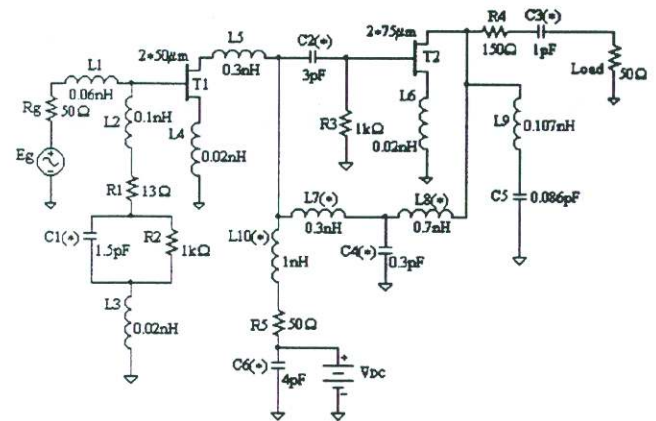 L1
0.06nH
Rg
50Ω
Eg
L2
0.1nH
R1
13Ω
C1(*)
1.5pF
R2
1kΩ
L3
0.02nH
2*50μm
T1
L4
0.02nH
L5
0.3nH
C2(*)
3pF
R3
1kΩ
2*75μm
T2
L6
0.02nH
R4
150Ω
C3(*)
1pF
Load
50Ω
L9
0.107nH
C5
0.086pF
L7(*)
0.3nH
L8(*)
0.7nH
C4(*)
0.3pF
L10(*)
1nH
R5
50Ω
C6(*)
4pF
+
VDC
-